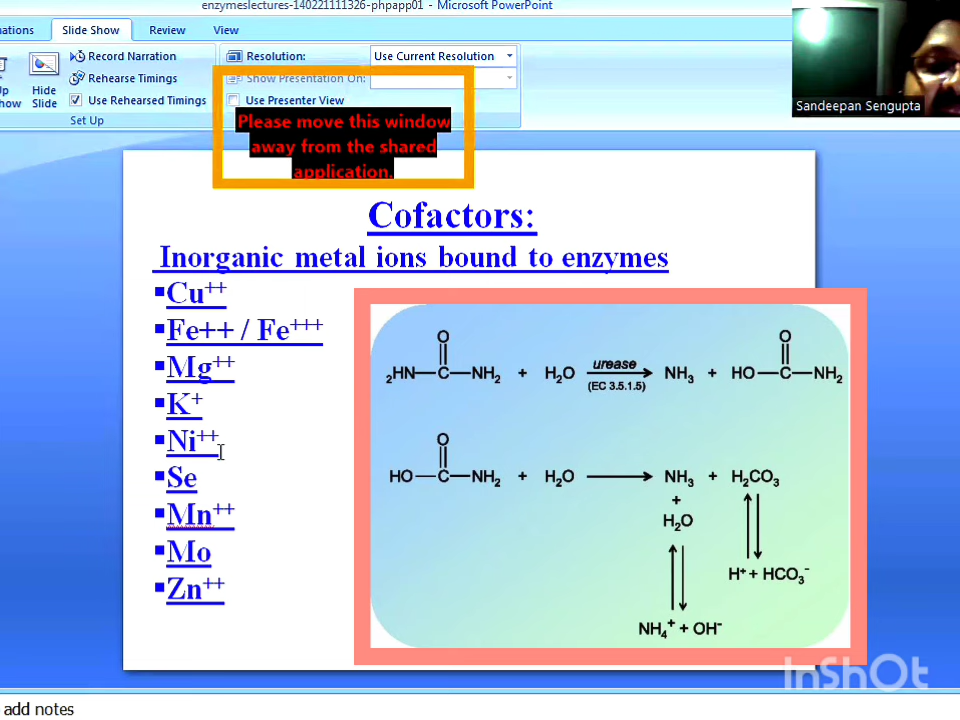 enzymeslectures-140221111326-phpapp01 - Microsoft PowerPoint
nations Slide Show Review View
Record Narration
Resolution: Use Current Resolution
Rehearse Timings
Show Presentation On:
Up Show
Hide Slide
Use Rehearsed Timings
Use Presenter View
Set Up
Please move this window
away from the shared
application.
Sandeepan Sengupta
Cofactors:
Inorganic metal ions bound to enzymes
▪Cu⁺⁺
▪Fe++ / Fe⁺⁺⁺
▪Mg⁺⁺
▪K⁺
▪Ni⁺⁺
▪Se
▪Mn⁺⁺
▪Mo
▪Zn⁺⁺
O O
₂HN—C—NH₂ + H₂O urease NH₃ + HO—C—NH₂
(EC 3.5.1.5)
O
HO—C—NH₂ + H₂O NH₃ + H₂CO₃
+
H₂O
H⁺ + HCO₃⁻
NH₄⁺ + OH⁻
InShOt
add notes